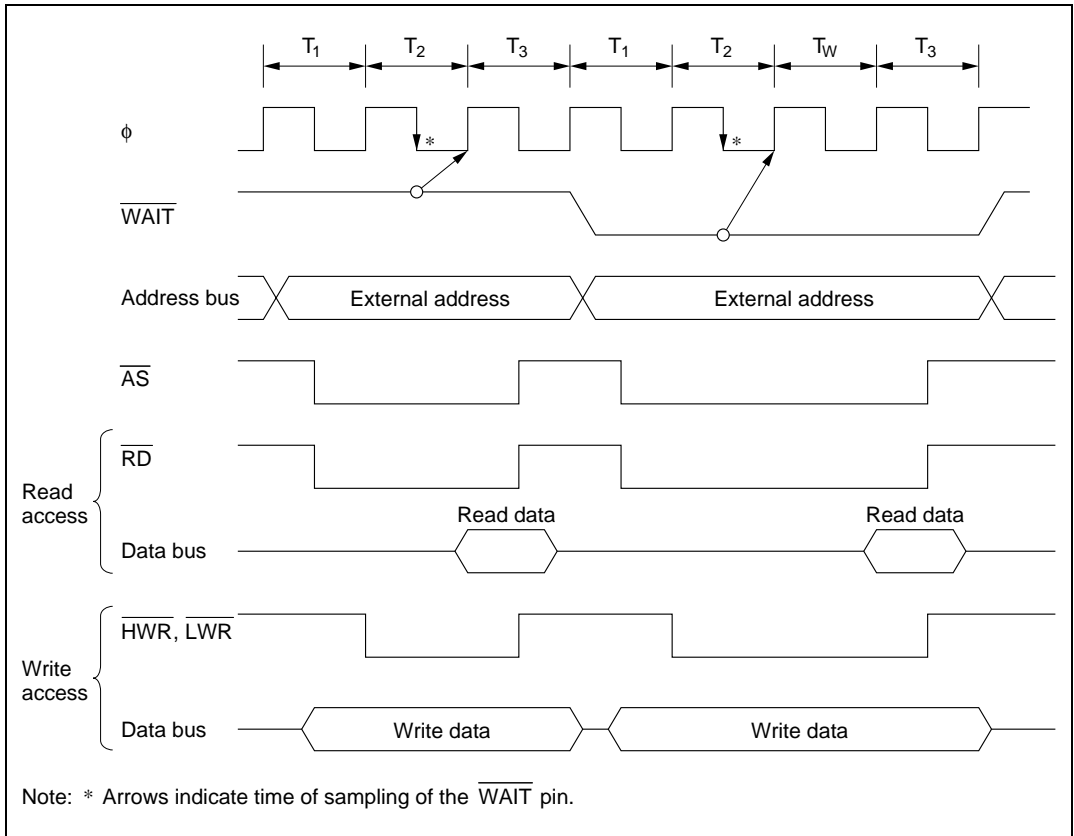 T1 T2 T3 T1 T2 TW T3
φ
*
*
WAIT
Address bus
External address
External address
AS
Read access
RD
Read data
Read data
Data bus
Write access
HWR, LWR
Data bus
Write data
Write data
Note: * Arrows indicate time of sampling of the WAIT pin.